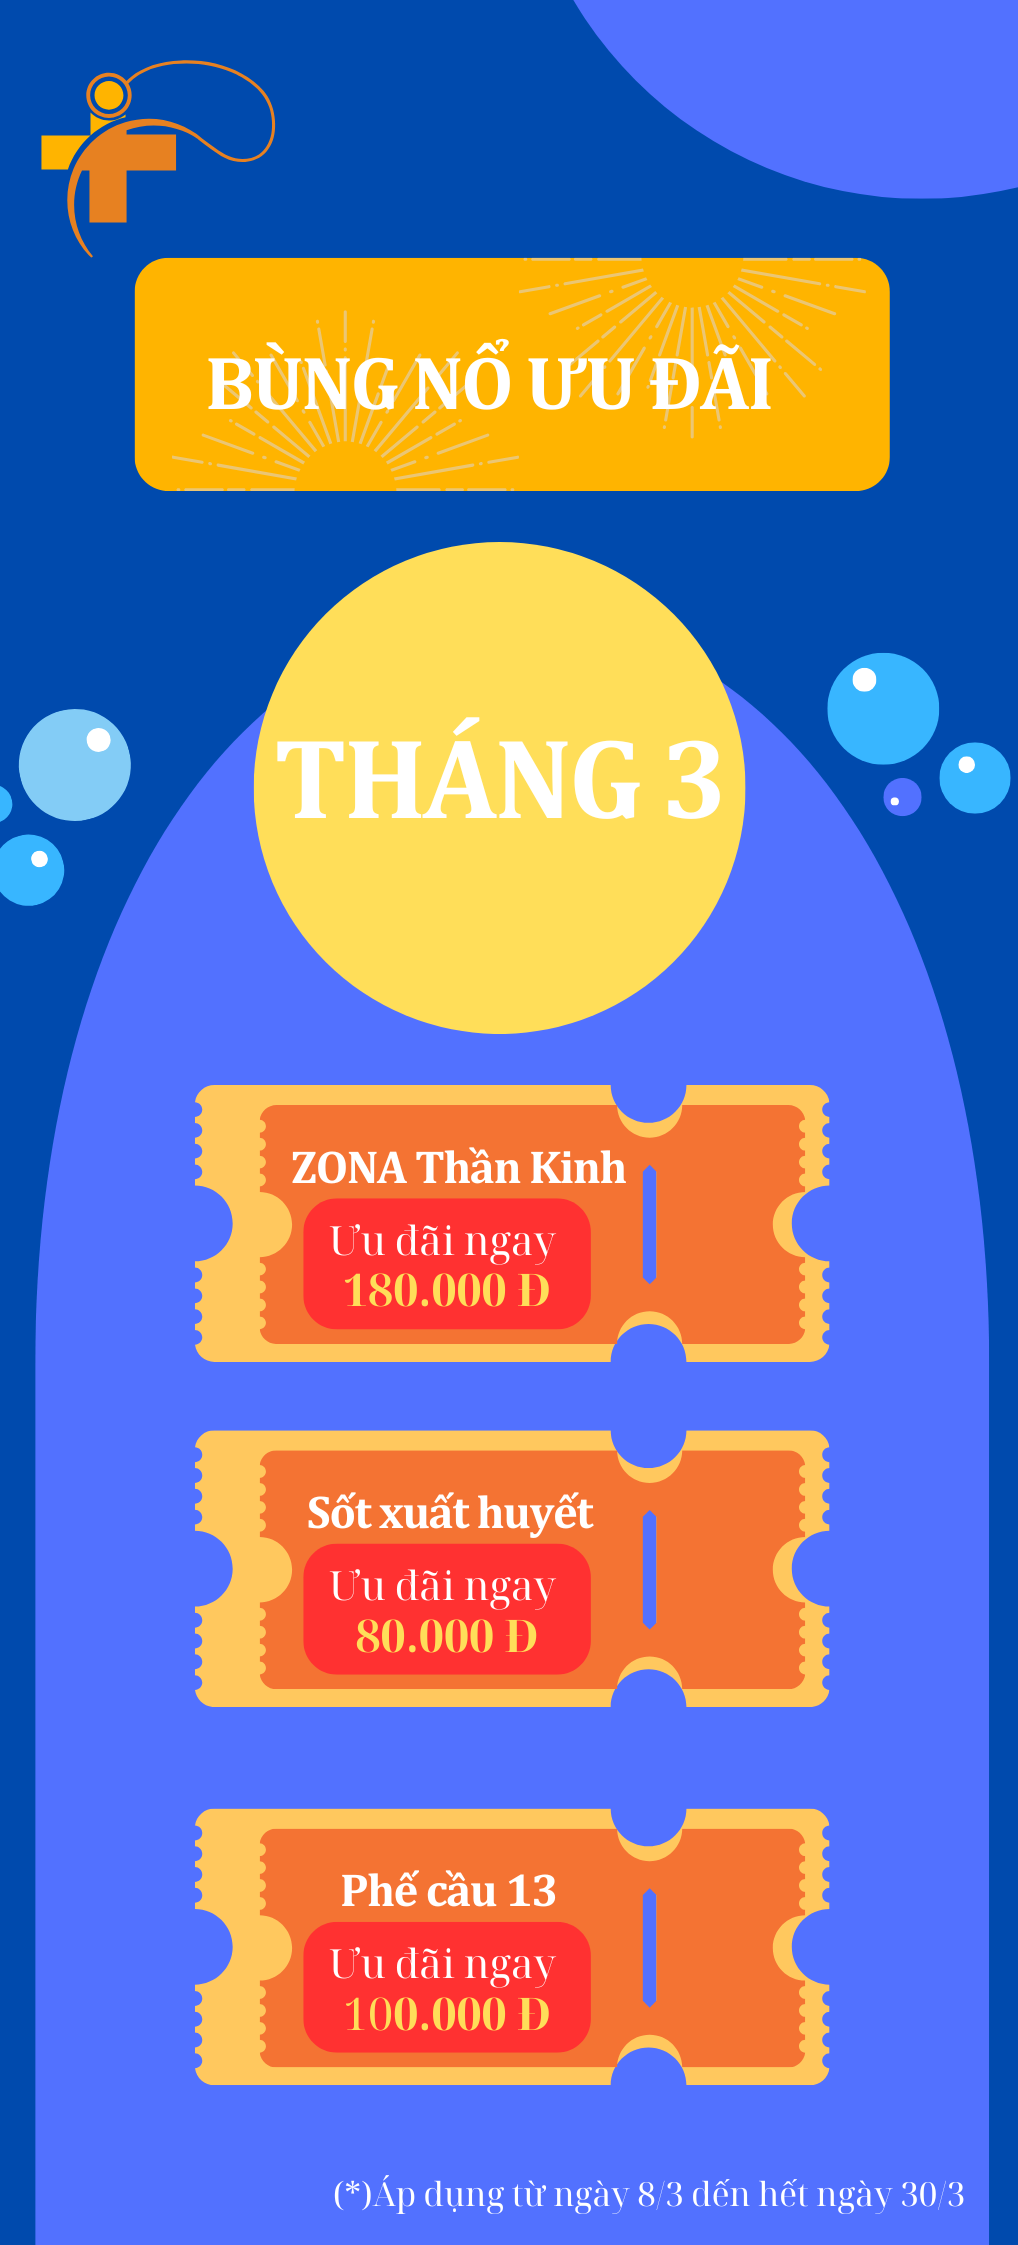 BÙNG NỔ ƯU ĐÃI
THÁNG 3
ZONA Thần Kinh
Ưu đãi ngay
180.000 Đ
Sốt xuất huyết
Ưu đãi ngay
80.000 Đ
Phế cầu 13
Ưu đãi ngay
100.000 Đ
(*)Áp dụng từ ngày 8/3 dến hết ngày 30/3